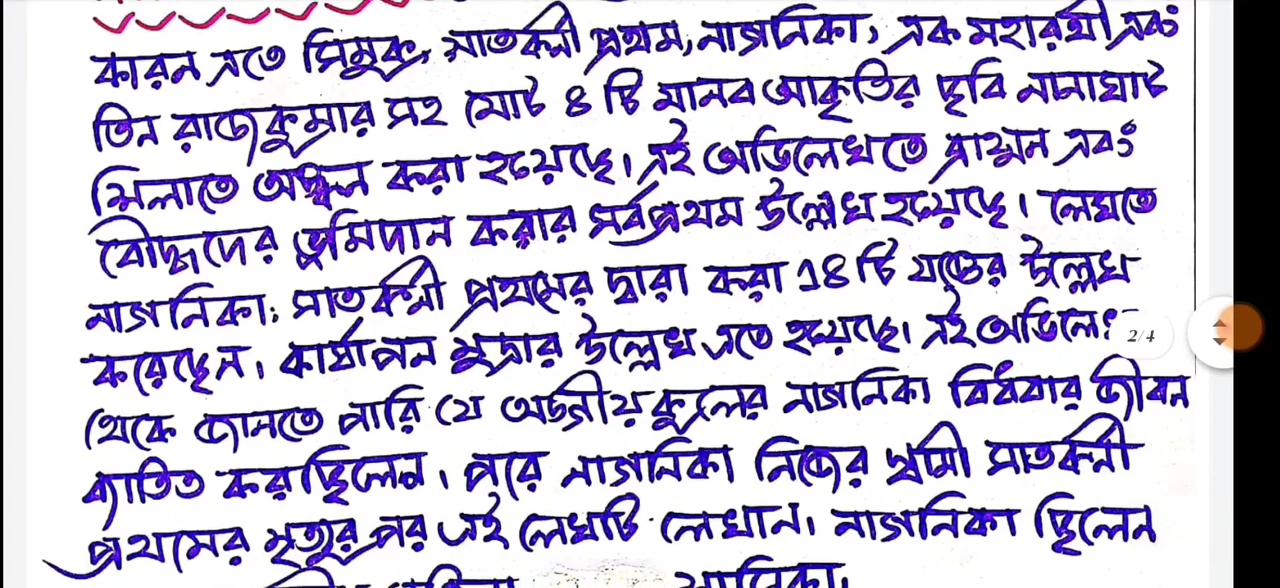 কারন এতে সিমুক, সাতকর্নী প্রথম, নাগনিকা, এক মহারথী এবং
তিন রাজকুমার সহ মোট ৪ টি মানব আকৃতির ছবি নানাঘাট
শিলাতে অঙ্কন করা হয়েছে। এই অভিলেখতে ব্রাহ্মন এবং
বৌদ্ধদের ভূমিদান করার সর্বপ্রথম উল্লেখ হয়েছে। লেখতে
নাগনিকা, সাতকর্নী প্রথমের দ্বারা করা ১৪ টি যজ্ঞের উল্লেখ
করেছেন। কার্ষাপন মুদ্রার উল্লেখ এতে হয়েছে। এই অভিলেখ
2/4
থেকে জানতে পারি যে অঙ্গীয়কুলের নাগনিকা বিধবার জীবন
ব্যতিত করছিলেন। পরে নাগনিকা নিজের স্বামী সাতকর্নী
প্রথমের মৃত্যুর পর এই লেখটি লেখান। নাগনিকা ছিলেন